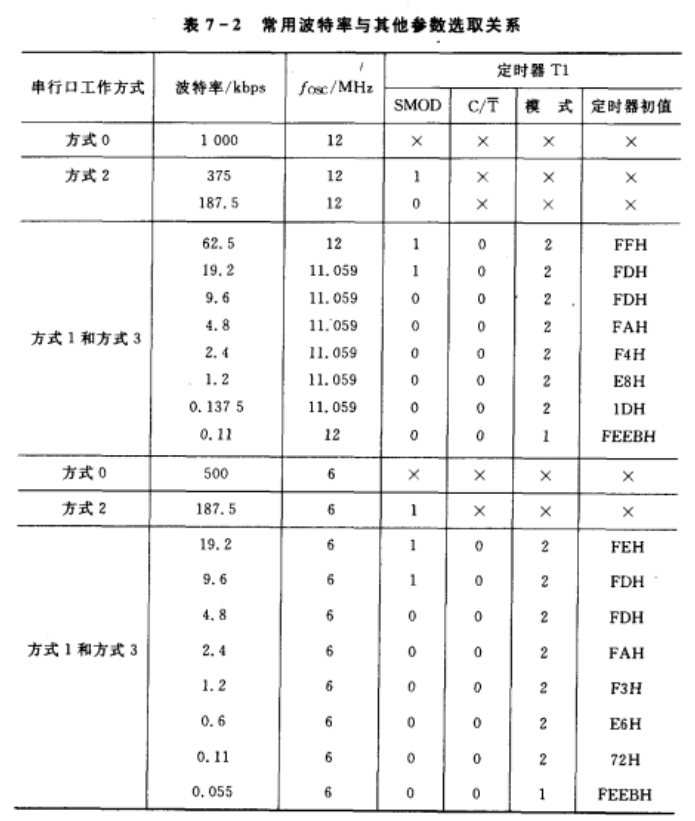 表 7-2 常用波特率与其他参数选取关系
串行口工作方式 波特率/kbps fosc/MHz 定时器 T1
SMOD C/T̅ 模 式 定时器初值
方式 0 1 000 12 × × × ×
方式 2 375 12 1 × × ×
187.5 12 0 × × ×
62.5 12 1 0 2 FFH
19.2 11.059 1 0 2 FDH
9.6 11.059 0 0 2 FDH
4.8 11.059 0 0 2 FAH
方式 1 和方式 3
2.4 11.059 0 0 2 F4H
1.2 11.059 0 0 2 E8H
0.137 5 11.059 0 0 2 1DH
0.11 12 0 0 1 FEEBH
方式 0 500 6 × × × ×
方式 2 187.5 6 1 × × ×
19.2 6 1 0 2 FEH
9.6 6 1 0 2 FDH
4.8 6 0 0 2 FDH
方式 1 和方式 3 2.4 6 0 0 2 FAH
1.2 6 0 0 2 F3H
0.6 6 0 0 2 E6H
0.11 6 0 0 2 72H
0.055 6 0 0 1 FEEBH